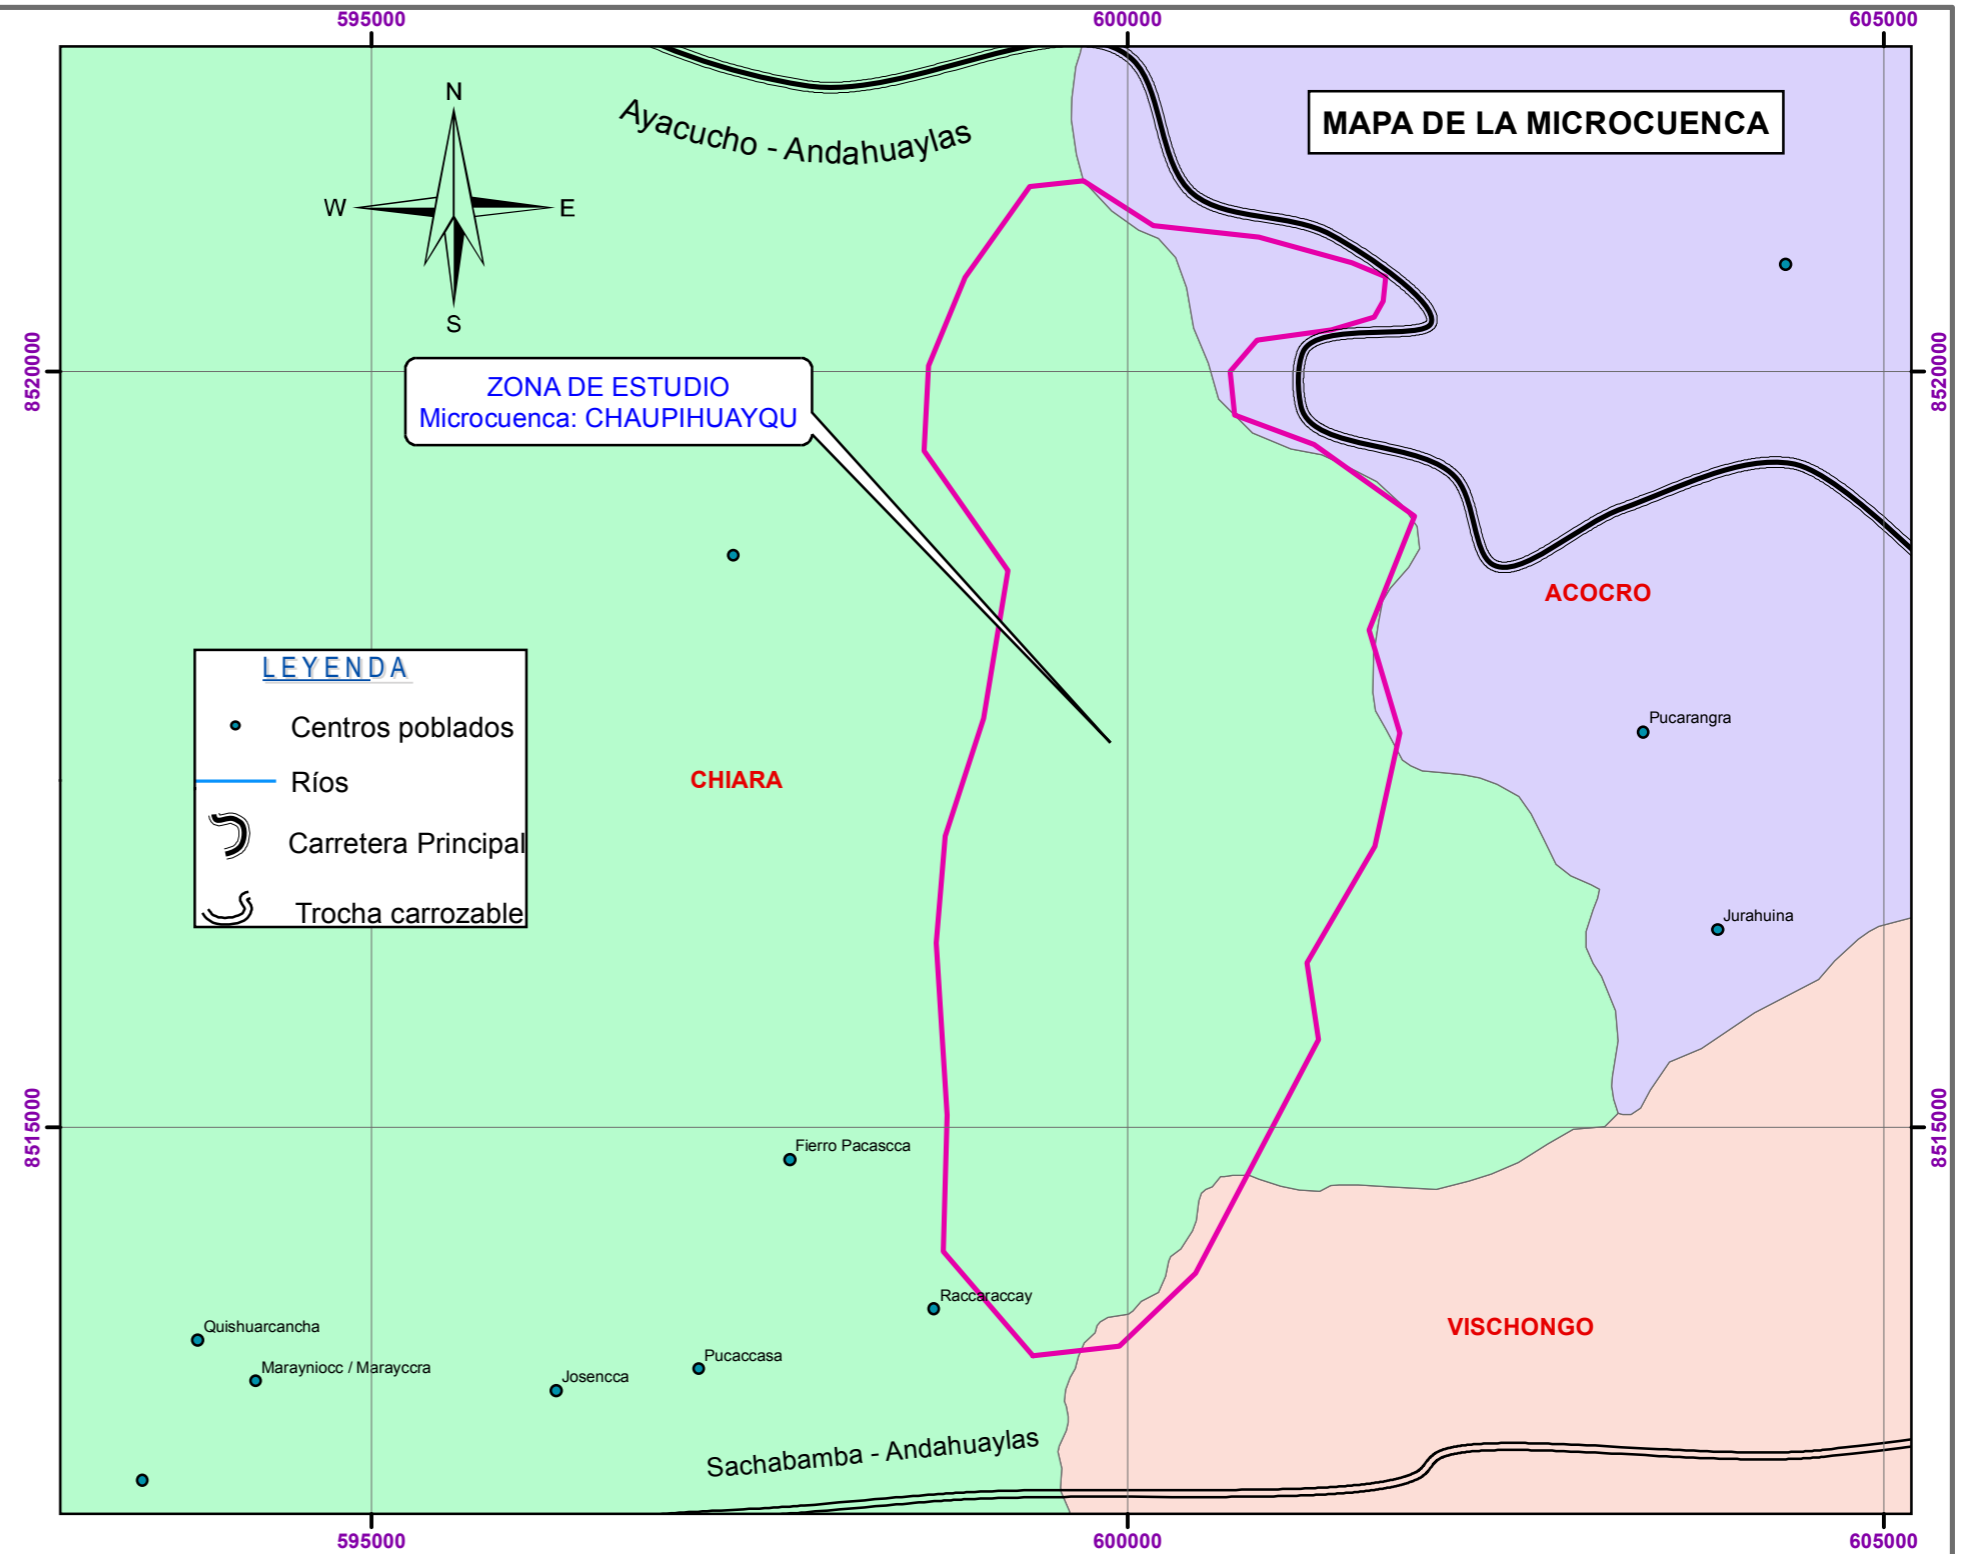 595000
600000
605000
MAPA DE LA MICROCUENCA
Ayacucho - Andahuaylas
N
W
E
S
8520000
8520000
ZONA DE ESTUDIO
Microcuenca: CHAUPIHUAYQU
ACOCRO
LEYENDA
Centros poblados
Ríos
Carretera Principal
Trocha carrozable
Pucarangra
CHIARA
Jurahuina
8515000
8515000
Fierro Pacascca
Raccaraccay
Quishuarcancha
VISCHONGO
Pucaccasa
Marayniocc / Marayccra
Josencca
Sachabamba - Andahuaylas
595000
600000
605000